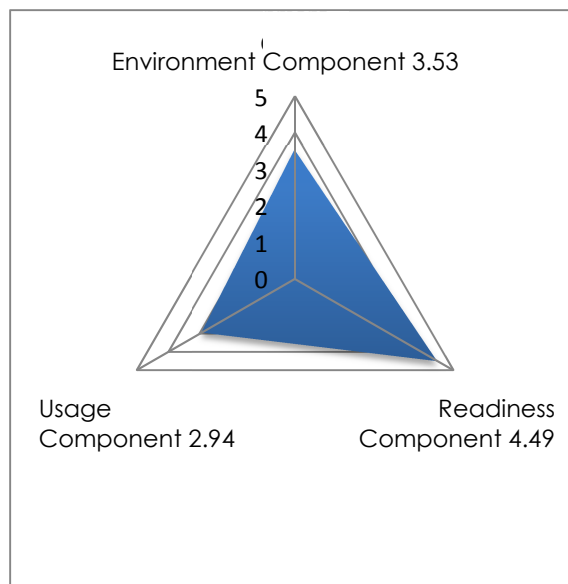 Environment Component 3.53
5
4
3
2
1
0
Usage
Component 2.94
Readiness
Component 4.49